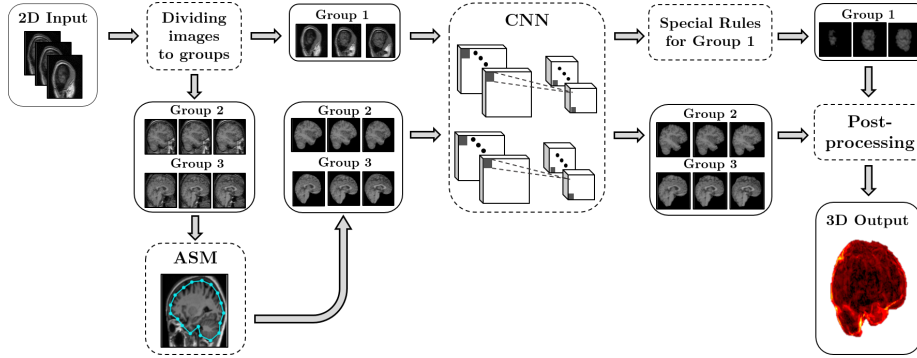 2D Input
Dividing
images
to groups
Group 1
CNN
Special Rules
for Group 1
Group 1
Group 2
Group 3
Group 2
Group 3
Group 2
Group 3
Post-
processing
ASM
3D Output